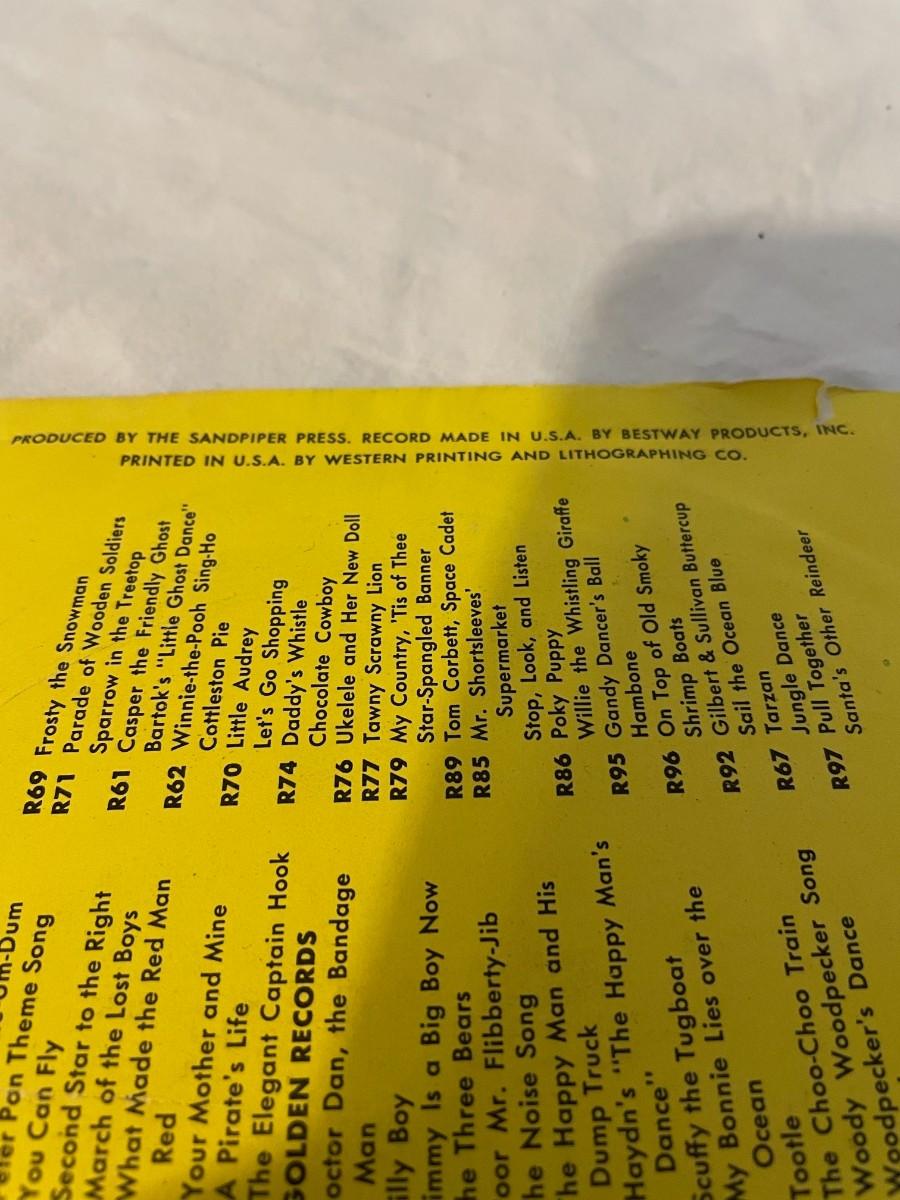 PRODUCED BY THE SANDPIPER PRESS. RECORD MADE IN U.S.A. BY BESTWAY PRODUCTS, INC.
PRINTED IN U.S.A. BY WESTERN PRINTING AND LITHOGRAPHING CO.
Pan Theme Song
You Can Fly
Second Star to the Right
March of the Lost Boys
What Made the Red Man
Red
Your Mother and Mine
A Pirate's Life
The Elegant Captain Hook
GOLDEN RECORDS
Dan, the Bandage
Man
Boy
Is a Big Boy Now
Three Bears
Mr. Flibberty-Jib
Noise Song
Happy Man and His
Dump Truck
Haydn's "The Happy Man's
Dance"
Scuffy the Tugboat
My Bonnie Lies over the
Ocean
Tootle
The Choo-Choo Train
Woody Woodpecker Song
Woodpecker's Dance
R69 Frosty the Snowman
R71 Parade of Wooden Soldiers
Sparrow in the Treetop
R61 Casper the Friendly Ghost
Bartok's "Little Ghost Dance"
R62 Winnie-the-Pooh Sing-Ho
Cottleston Pie
R70 Little Audrey
Let's Go Shopping
R74 Daddy's Whistle
Chocolate Cowboy
R76 Ukelele and Her New Doll
R77 Tawny Scrawny Lion
R79 My Country, 'Tis of Thee
Star-Spangled Banner
R89 Tom Corbett, Space Cadet
R85 Mr. Shortsleeves'
Supermarket
Stop, Look, and Listen
R86 Poky Puppy
Willie the Whistling Giraffe
R95 Gandy Dancer's Ball
Hambone
R96 On Top of Old Smoky
Shrimp Boats
R92 Gilbert & Sullivan Buttercup
Sail the Ocean Blue
R67 Tarzan
Jungle Dance
R97 Pull Together
Santa's Other Reindeer